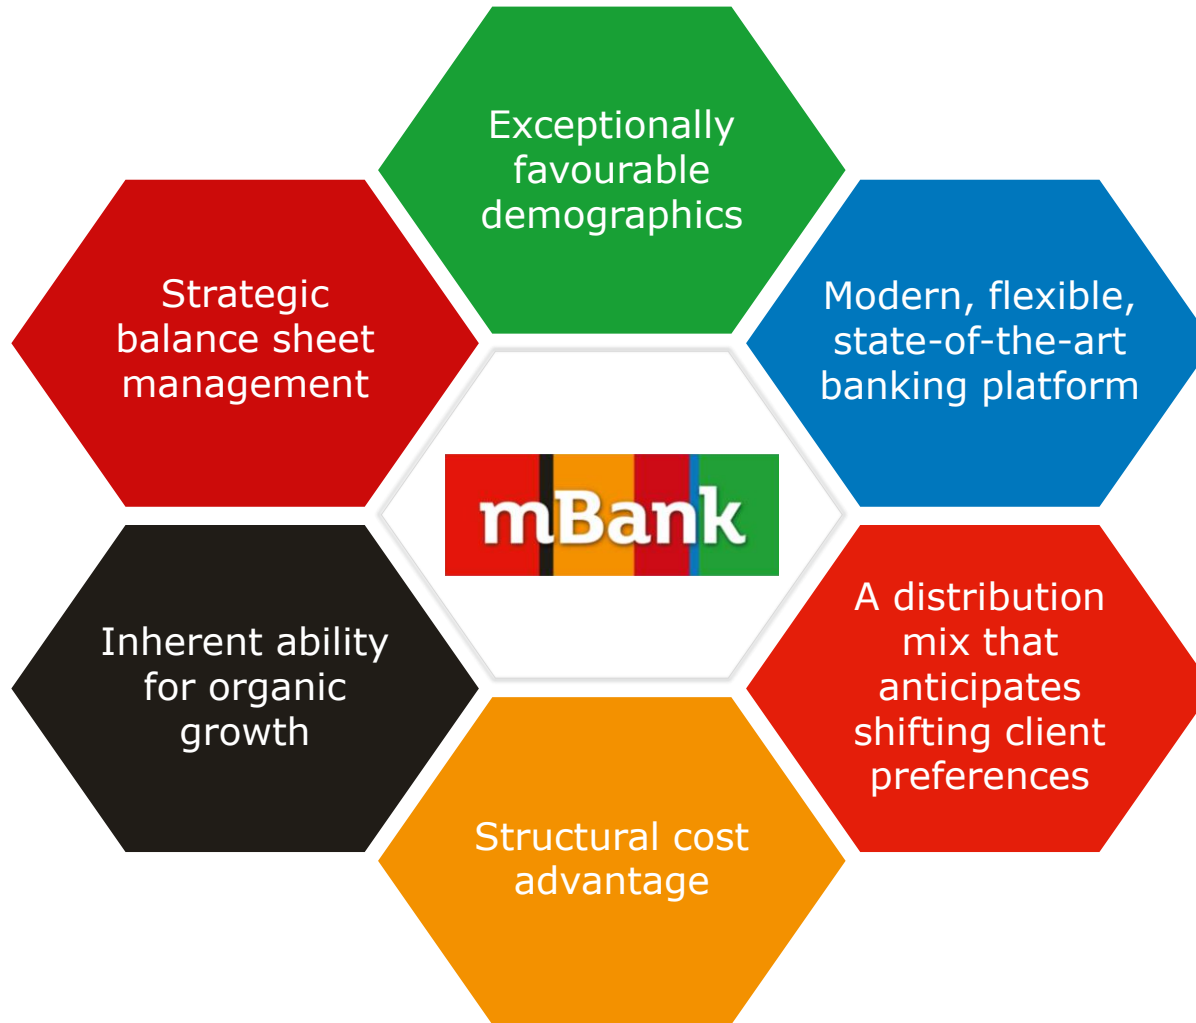 Exceptionally
favourable
demographics
Strategic
balance sheet
management
Modern, flexible,
state-of-the-art
banking platform
mBank
Inherent ability
for organic
growth
A distribution
mix that
anticipates
shifting client
preferences
Structural cost
advantage